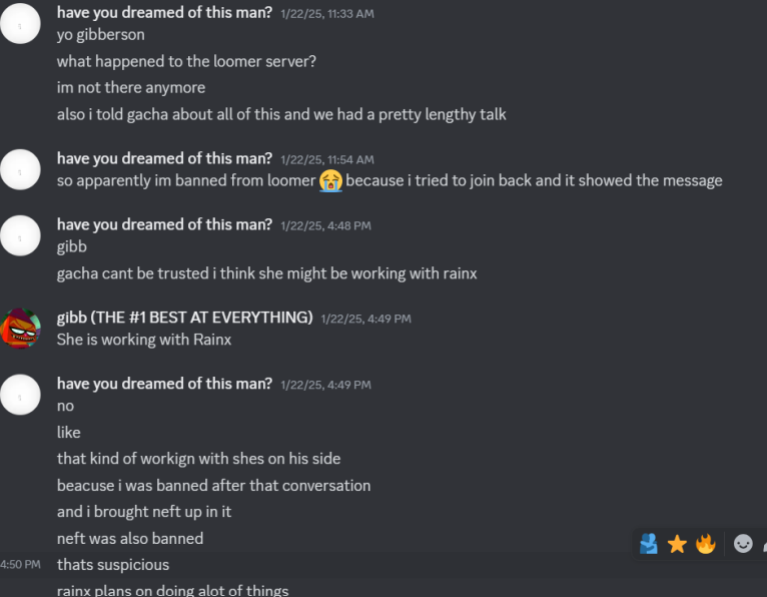 have you dreamed of this man? 1/22/25, 11:33 AM
yo gibberson
what happened to the loomer server?
im not there anymore
also i told gacha about all of this and we had a pretty lengthy talk
have you dreamed of this man? 1/22/25, 11:54 AM
so apparently im banned from loomer 😭 because i tried to join back and it showed the message
have you dreamed of this man? 1/22/25, 4:48 PM
gibb
gacha cant be trusted i think she might be working with rainx
gibb (THE #1 BEST AT EVERYTHING) 1/22/25, 4:49 PM
She is working with Rainx
have you dreamed of this man? 1/22/25, 4:49 PM
no
like
that kind of workign with shes on his side
beacuse i was banned after that conversation
and i brought neft up in it
neft was also banned
4:50 PM thats suspicious
rainx plans on doing alot of things